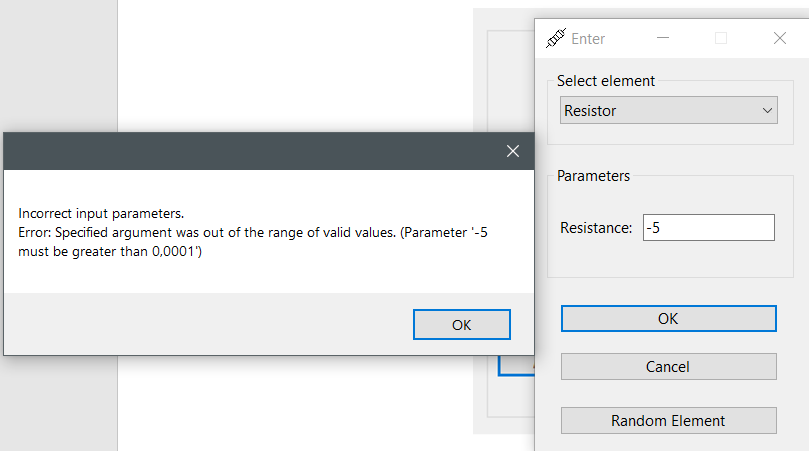 Enter
Select element
Resistor
Incorrect input parameters.
Error: Specified argument was out of the range of valid values. (Parameter '-5
must be greater than 0,0001')
OK
Parameters
Resistance: -5
OK
Cancel
Random Element